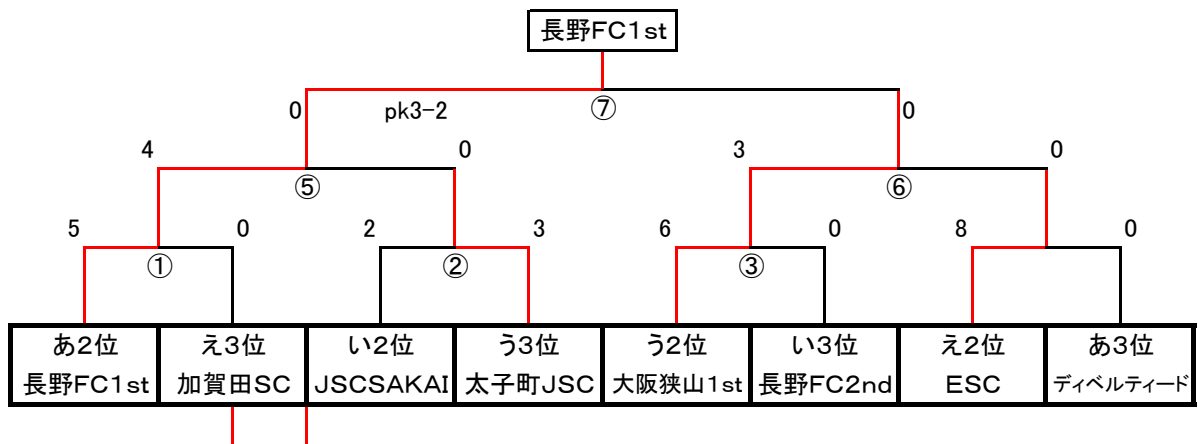 長野FC1st
0 pk3-2 ⑦ 0
4 0 3 0
⑤ ⑥
5 0 2 3 6 0 8 0
① ② ③
あ2位 え3位 い2位 う3位 う2位 い3位 え2位 あ3位
長野FC1st 加賀田SC JSCSAKAI 太子町JSC 大阪狭山1st 長野FC2nd ESC ディベルティード